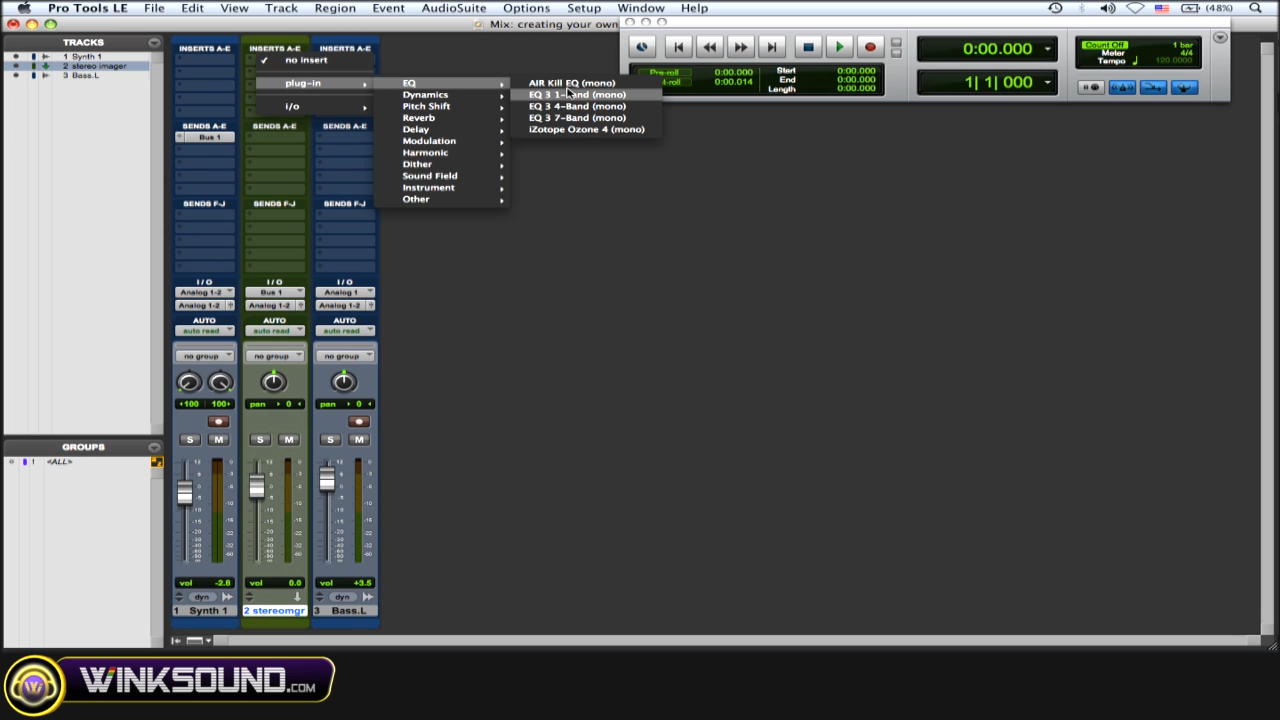 Pro Tools LE File Edit View Track Region Event AudioSuite Options Setup Window Help (48%)
Mix: creating your own
TRACKS
1 Synth 1
2 stereo imager
3 Bass.L
GROUPS
1 <ALL>
INSERTS A-E INSERTS A-E INSERTS A-E
✓ no insert
plug-in
i/o
EQ
Dynamics
Pitch Shift
Reverb
Delay
Modulation
Harmonic
Dither
Sound Field
Instrument
Other
AIR Kill EQ (mono)
EQ 3 1-Band (mono)
EQ 3 4-Band (mono)
EQ 3 7-Band (mono)
iZotope Ozone 4 (mono)
Pre-roll 0:00.000
0:00.014
Start 0:00.000
End 0:00.000
Length 0:00.000
0:00.000
1| 1| 000
Count Off 1 bar
Meter 4/4
Tempo 120.0000
SENDS A-E SENDS A-E SENDS A-E
Bus 1
SENDS F-J SENDS F-J SENDS F-J
I/O I/O I/O
Analog 1-2 Bus 1 Analog 1
Analog 1-2 Analog 1-2 Analog 1-2
AUTO AUTO AUTO
auto read auto read auto read
no group no group no group
100 100 pan 0 pan 0
S M S M S M
vol -2.8 vol 0.0 vol +3.5
dyn dyn
1 Synth 1 2 stereomgr 3 Bass.L
WINKSOUND.COM